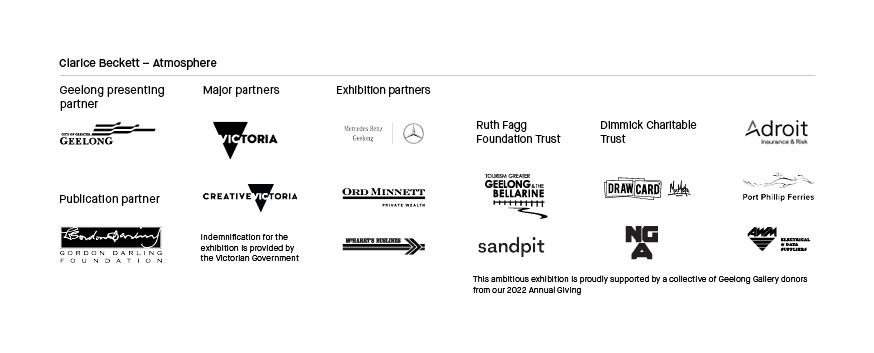 Clarice Beckett – Atmosphere
Geelong presenting
partner
CITY OF GREATER
GEELONG
Publication partner
Gordon Darling
GORDON DARLING
FOUNDATION
Major partners
VICTORIA
CREATIVE VICTORIA
Indemnification for the
exhibition is provided by
the Victorian Government
Exhibition partners
Mercedes-Benz
Geelong
ORD MINNETT
PRIVATE WEALTH
McHARRY'S BUSLINES
Ruth Fagg
Foundation Trust
TOURISM GREATER
GEELONG & THE
BELLARINE
sandpit
Dimmick Charitable
Trust
DRAWCARD
NG
A
Adroit
Insurance & Risk
Port Phillip Ferries
AWM
ELECTRICAL
& DATA
SUPPLIERS
This ambitious exhibition is proudly supported by a collective of Geelong Gallery donors
from our 2022 Annual Giving